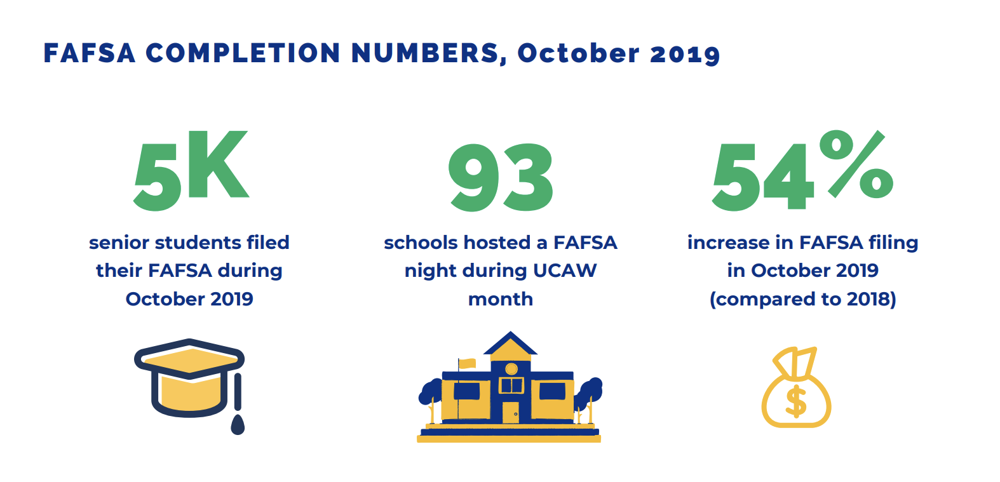 FAFSA COMPLETION NUMBERS, October 2019
5K
senior students filed
their FAFSA during
October 2019
93
schools hosted a FAFSA
night during UCAW
month
54%
increase in FAFSA filing
in October 2019
(compared to 2018)
$